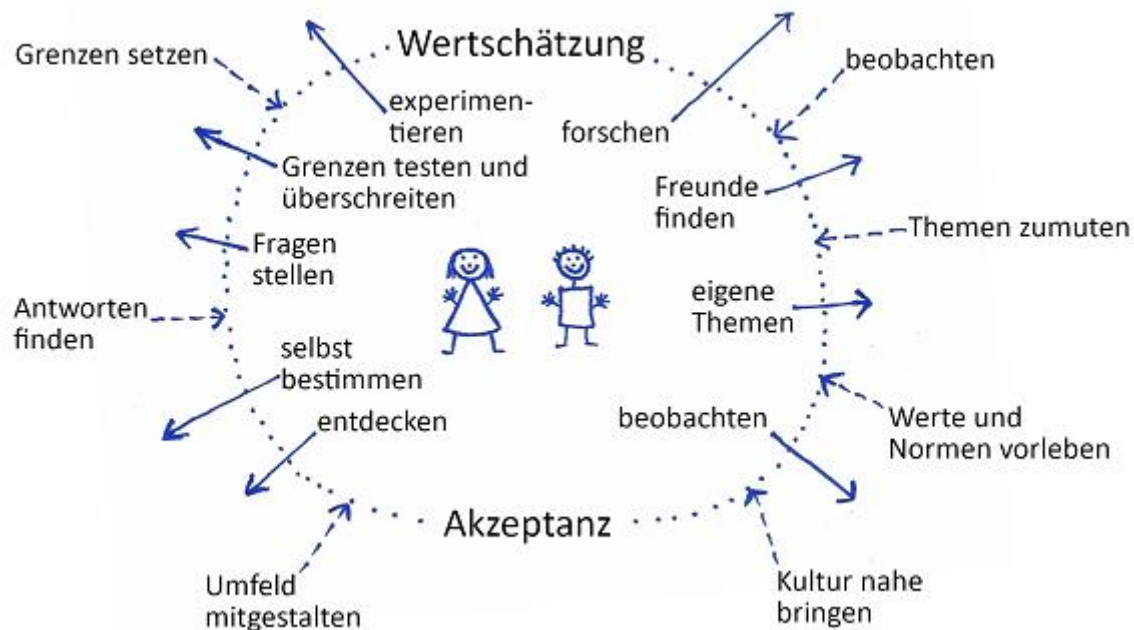 Wertschätzung
Grenzen setzen
beobachten
experimen-
tieren
forschen
Grenzen testen und
überschreiten
Freunde
finden
Themen zumuten
Fragen
stellen
eigene
Themen
Antworten
finden
selbst
bestimmen
entdecken
beobachten
Werte und
Normen vorleben
Akzeptanz
Umfeld
mitgestalten
Kultur nahe
bringen